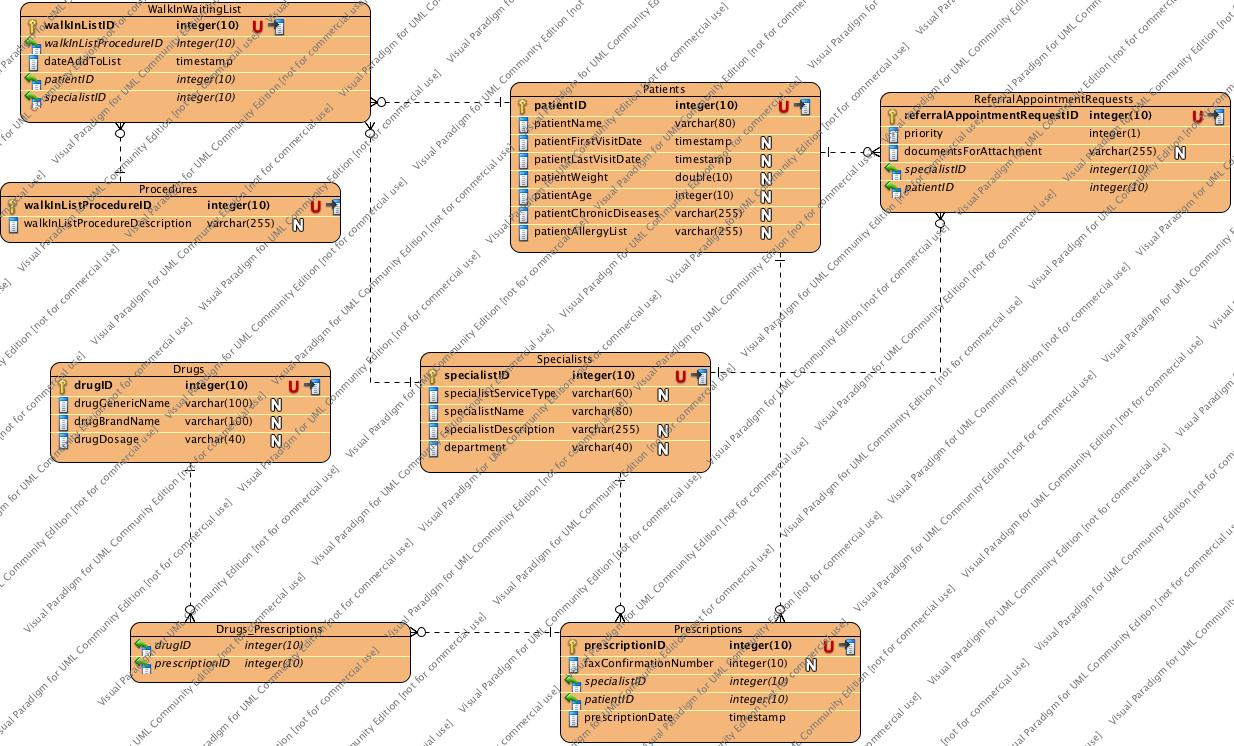 WalkInWaitingList
walkInListID integer(10) U
walkInListProcedureID integer(10)
dateAddToList timestamp
patientID integer(10)
specialistID integer(10)
Patients
patientID integer(10) U
patientName varchar(80)
patientFirstVisitDate timestamp N
patientLastVisitDate timestamp N
patientWeight double(10) N
patientAge integer(10) N
patientChronicDiseases varchar(255) N
patientAllergyList varchar(255) N
ReferralAppointmentRequests
referralAppointmentRequestID integer(10) U
priority integer(1)
documentsForAttachment varchar(255) N
specialistID integer(10)
patientID integer(10)
Procedures
walkInListProcedureID integer(10) U
walkInListProcedureDescription varchar(255) N
Drugs
drugID integer(10) U
drugGenericName varchar(100) N
drugBrandName varchar(100) N
drugDosage varchar(40) N
Specialists
specialistID integer(10) U
specialistServiceType varchar(60) N
specialistName varchar(80)
specialistDescription varchar(255) N
department varchar(40) N
Drugs_Prescriptions
drugID integer(10)
prescriptionID integer(10)
Prescriptions
prescriptionID integer(10) U
faxConfirmationNumber integer(10) N
specialistID integer(10)
patientID integer(10)
prescriptionDate timestamp
Visual Paradigm for UML Community Edition [not for commercial use]